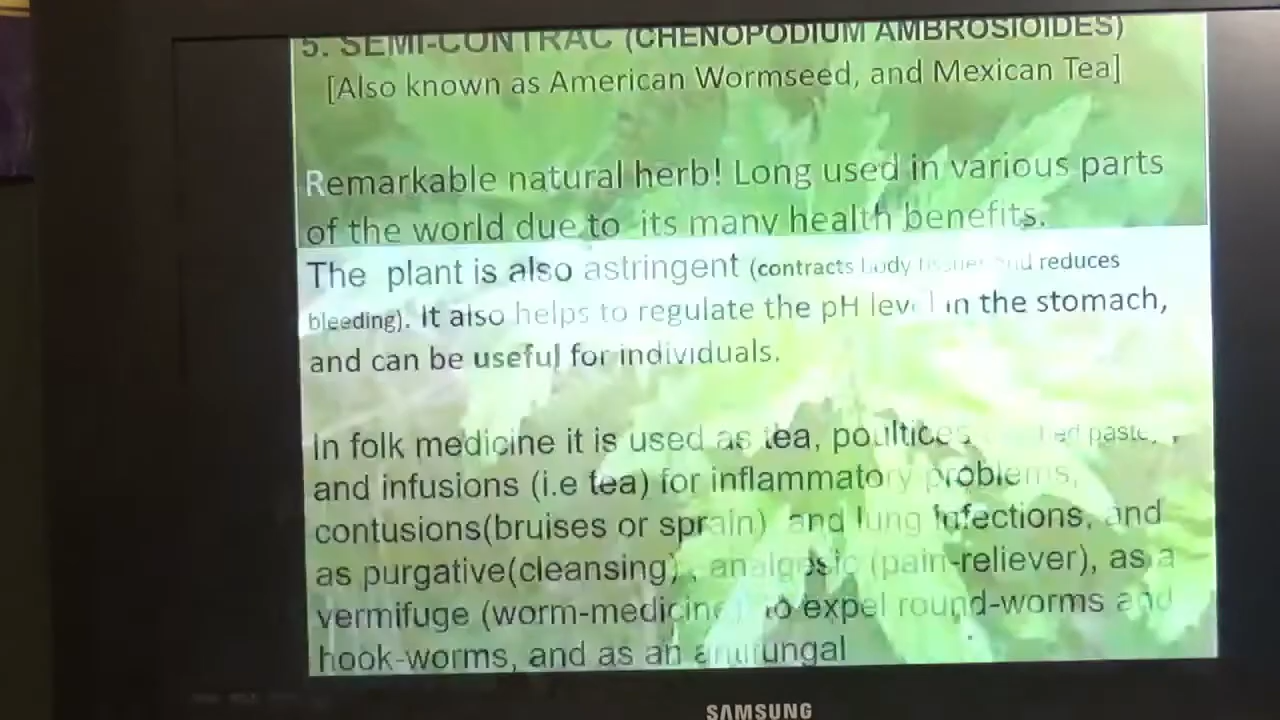 5. SEMI-CONTRAC (CHENOPODIUM AMBROSIOIDES)
[Also known as American Wormseed, and Mexican Tea]
Remarkable natural herb! Long used in various parts
of the world due to its many health benefits.
The plant is also astringent (contracts body tissues and reduces
bleeding). It also helps to regulate the pH level in the stomach,
and can be useful for individuals.
In folk medicine it is used as tea, poultices paste,
and infusions (i.e tea) for inflammatory problems,
contusions(bruises or sprain) and lung infections, and
as purgative(cleansing), analgesic (pain-reliever), as a
vermifuge (worm-medicine) to expel round-worms and
hook-worms, and as an antifungal
SAMSUNG